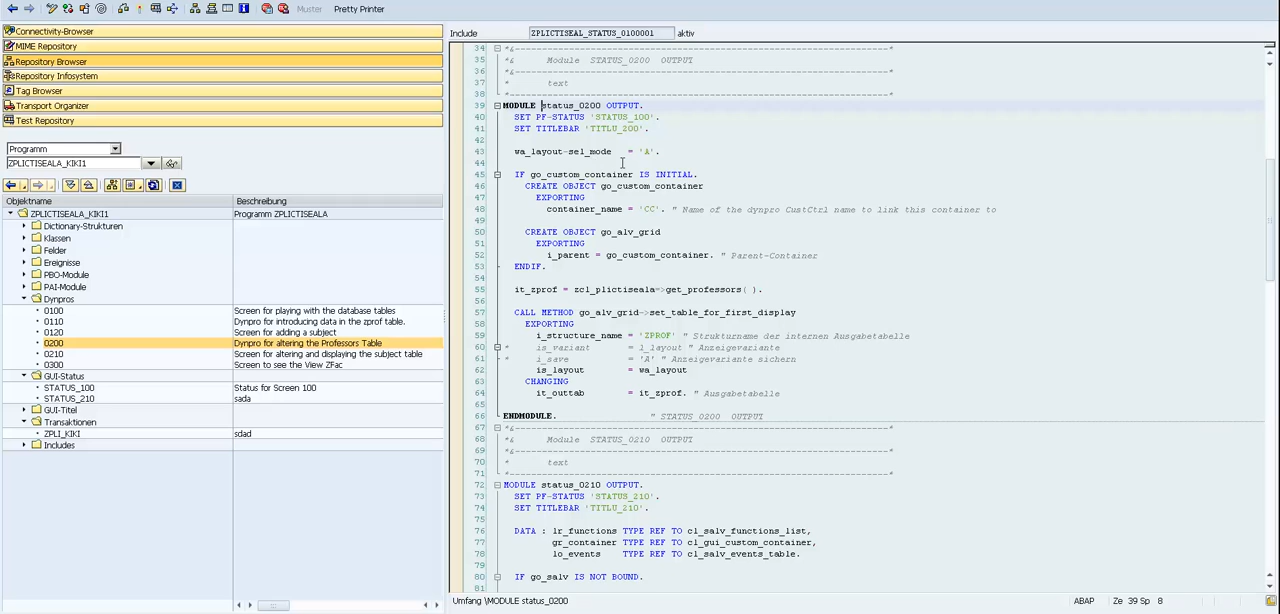 Muster Pretty Printer
Connectivity-Browser
MIME Repository
Repository Browser
Repository Infosystem
Tag Browser
Transport Organizer
Test Repository
Programm
ZPLICTISEALA_KIKI1
Objektname Beschreibung
ZPLICTISEALA_KIKI1 Programm ZPLICTISEALA
Dictionary-Strukturen
Klassen
Felder
Ereignisse
PBO-Module
PAI-Module
Dynpros
0100 Screen for playing with the database tables
0110 Dynpro for introducing data in the zprof table.
0120 Screen for adding a subject
0200 Dynpro for altering the Professors Table
0210 Screen for altering and displaying the subject table
0300 Screen to see the View ZFac
GUI-Status
STATUS_100 Status for Screen 100
STATUS_210 sada
GUI-Titel
Transaktionen
ZPLI_KIKI sdad
Includes
Include ZPLICTISEAL_STATUS_0100001 aktiv
34 *&---------------------------------------------------------------------*
35 *& Module STATUS_0200 OUTPUT
36 *&---------------------------------------------------------------------*
37 * text
38 *----------------------------------------------------------------------*
39 MODULE status_0200 OUTPUT.
40 SET PF-STATUS 'STATUS_100'.
41 SET TITLEBAR 'TITLU_200'.
42
43 wa_layout-sel_mode = 'A'.
44
45 IF go_custom_container IS INITIAL.
46 CREATE OBJECT go_custom_container
47 EXPORTING
48 container_name = 'CC'. " Name of the dynpro CustCtrl name to link this container to
49
50 CREATE OBJECT go_alv_grid
51 EXPORTING
52 i_parent = go_custom_container. " Parent-Container
53 ENDIF.
54
55 it_zprof = zcl_plictiseala=>get_professors( ).
56
57 CALL METHOD go_alv_grid->set_table_for_first_display
58 EXPORTING
59 i_structure_name = 'ZPROF' " Strukturname der internen Ausgabetabelle
60 * is_variant = l_layout " Anzeigevariante
61 * i_save = 'A' " Anzeigevariante sichern
62 is_layout = wa_layout
63 CHANGING
64 it_outtab = it_zprof. " Ausgabetabelle
65
66 ENDMODULE. " STATUS_0200 OUTPUT
67 *&---------------------------------------------------------------------*
68 *& Module STATUS_0210 OUTPUT
69 *&---------------------------------------------------------------------*
70 * text
71 *----------------------------------------------------------------------*
72 MODULE status_0210 OUTPUT.
73 SET PF-STATUS 'STATUS_210'.
74 SET TITLEBAR 'TITLU_210'.
75
76 DATA : lr_functions TYPE REF TO cl_salv_functions_list,
77 gr_container TYPE REF TO cl_gui_custom_container,
78 lo_events TYPE REF TO cl_salv_events_table.
79
80 IF go_salv IS NOT BOUND.
81
Umfang \MODULE status_0200 ABAP Ze 39 Sp 8